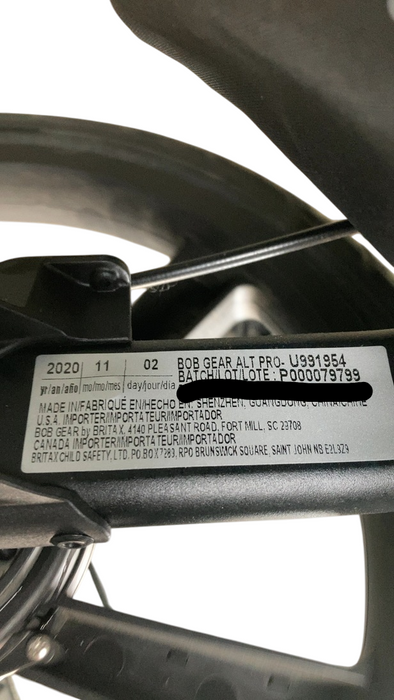 2020 11 02
yr/an/año mo/mo/mes day/jour/dia
BOB GEAR ALT PRO- U991954
BATCH/LOT/LOTE : P000079799
MADE IN/FABRIQUÉ EN/HECHO EN: SHENZHEN, GUANGDONG, CHINA/CHINE
U.S.A. IMPORTER/IMPORTATEUR/IMPORTADOR
BOB GEAR by BRITAX, 4140 PLEASANT ROAD, FORT MILL, SC 29708
CANADA IMPORTER/IMPORTATEUR/IMPORTADOR
BRITAX CHILD SAFETY, LTD. PO.BOX 7289, RPO BRUNSWICK SQUARE, SAINT JOHN NB E2L